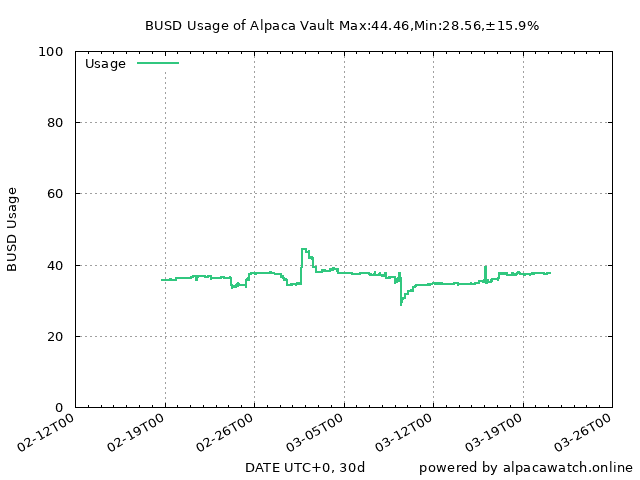 BUSD Usage of Alpaca Vault Max:44.46,Min:28.56,±15.9%
Usage
100
80
60
40
20
0
BUSD Usage
02-12T00
02-19T00
02-26T00
03-05T00
03-12T00
03-19T00
03-26T00
DATE UTC+0, 30d
powered by alpacawatch.online